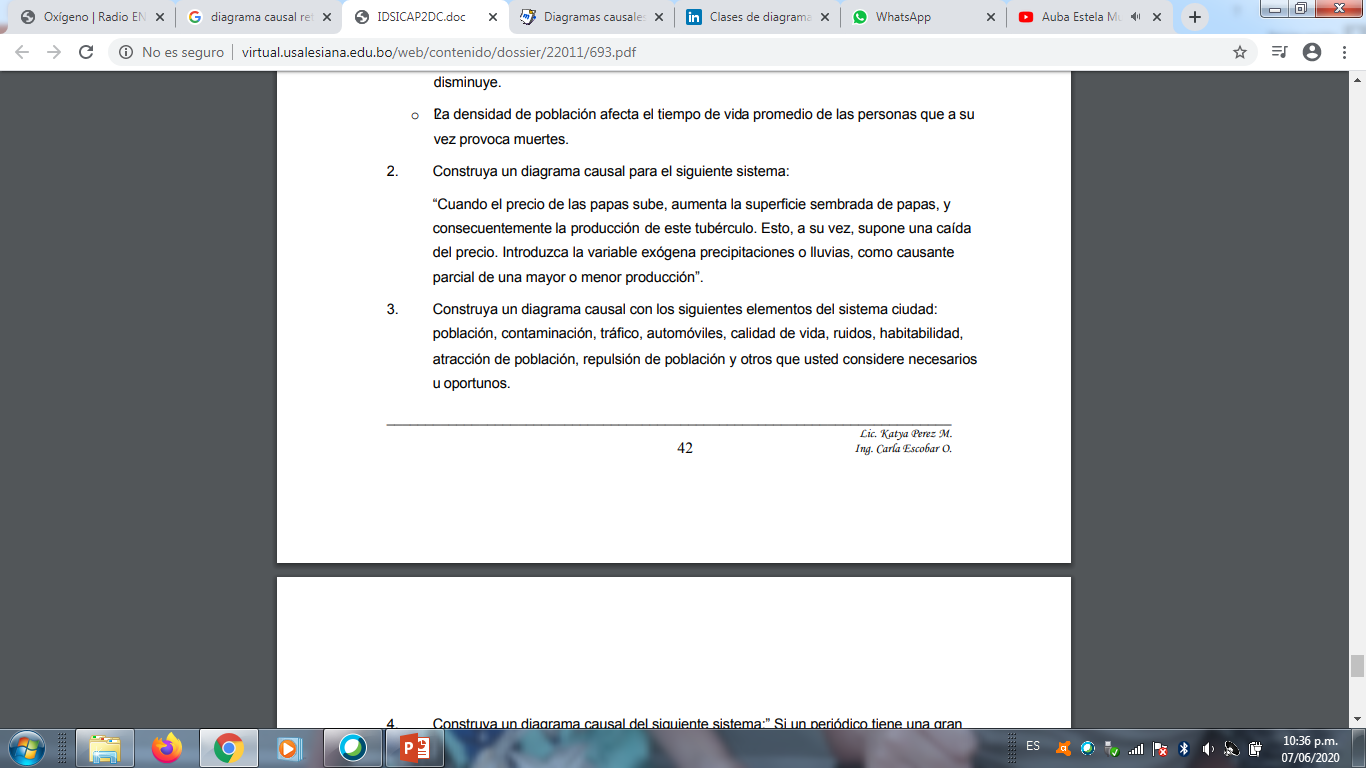 Oxígeno | Radio EN
diagrama causal ret
IDSICAP2DC.doc
Diagramas causales
Clases de diagrama
WhatsApp
Auba Estela M
No es seguro
virtual.usalesiana.edu.bo/web/contenido/dossier/22011/693.pdf
disminuye.
o La densidad de población afecta el tiempo de vida promedio de las personas que a su
vez provoca muertes.
2. Construya un diagrama causal para el siguiente sistema:
“Cuando el precio de las papas sube, aumenta la superficie sembrada de papas, y
consecuentemente la producción de este tubérculo. Esto, a su vez, supone una caída
del precio. Introduzca la variable exógena precipitaciones o lluvias, como causante
parcial de una mayor o menor producción”.
3. Construya un diagrama causal con los siguientes elementos del sistema ciudad:
población, contaminación, tráfico, automóviles, calidad de vida, ruidos, habitabilidad,
atracción de población, repulsión de población y otros que usted considere necesarios
u oportunos.
Lic. Katya Perez M.
42
Ing. Carla Escobar O.
4. Construya un diagrama causal del siguiente sistema:” Si un periódico tiene una gran
ES
10:36 p.m.
07/06/2020